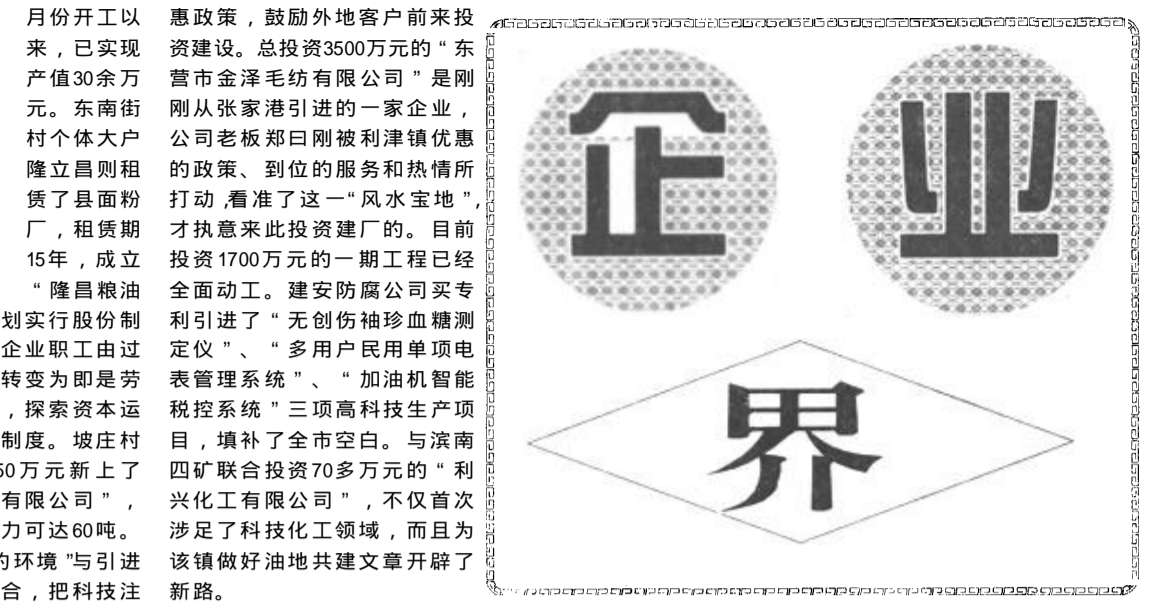 月份开工以
来，已实现
产值30余万
元。东南街
村个体大户
隆立昌则租
赁了县面粉
厂，租赁期
15年，成立
“隆昌粮油
划实行股份制
企业职工由过
转变为即是劳
，探索资本运
制度。坡庄村
50万元新上了
有限公司”，
力可达60吨。
的环境”与引进
合，把科技注
惠政策，鼓励外地客户前来投
资建设。总投资3500万元的“东
营市金泽毛纺有限公司”是刚
刚从张家港引进的一家企业，
公司老板郑曰刚被利津镇优惠
的政策、到位的服务和热情所
打动，看准了这一“风水宝地”，
才执意来此投资建厂的。目前
投资1700万元的一期工程已经
全面动工。建安防腐公司买专
利引进了“无创伤袖珍血糖测
定仪”、“多用户民用单项电
表管理系统”、“加油机智能
税控系统”三项高科技生产项
目，填补了全市空白。与滨南
四矿联合投资70多万元的“利
兴化工有限公司”，不仅首次
涉足了科技化工领域，而且为
该镇做好油地共建文章开辟了
新路。
企业
界